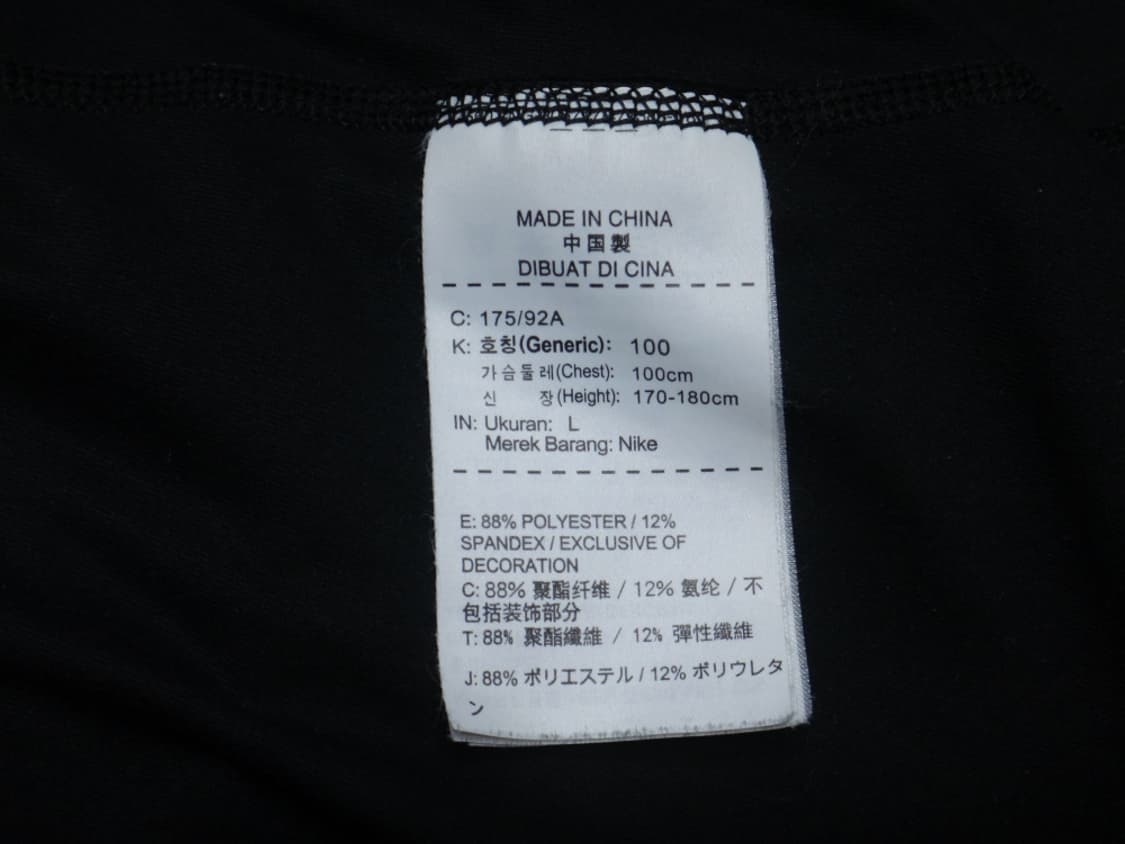 MADE IN CHINA
中国製
DIBUAT DI CINA
C: 175/92A
K: 호칭(Generic): 100
가슴둘레(Chest): 100cm
신 장(Height): 170-180cm
IN: Ukuran: L
Merek Barang: Nike
E: 88% POLYESTER / 12%
SPANDEX / EXCLUSIVE OF
DECORATION
C: 88% 聚酯纤维 / 12% 氨纶 / 不
包括装饰部分
T: 88% 聚酯纖維 / 12% 彈性纖維
J: 88% ポリエステル / 12% ポリウレタ
ン